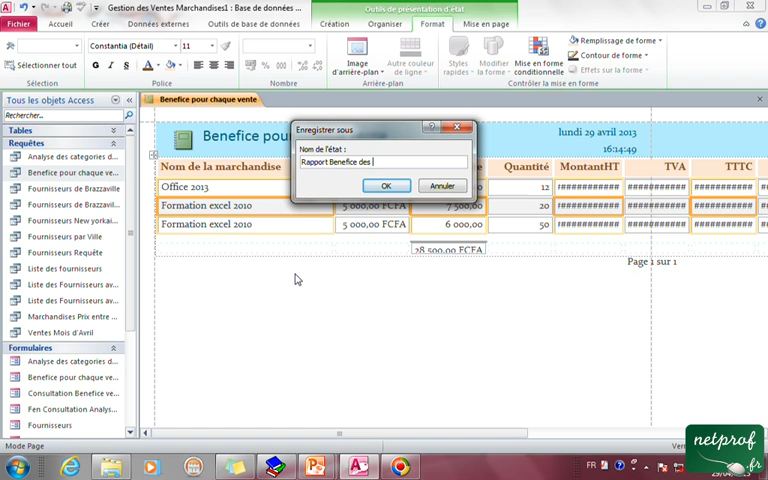 Gestion des Ventes Marchandises1 : Base de données ...
Outils de présentation d'état
Fichier Accueil Créer Données externes Outils de base de données Création Organiser Format Mise en page
Constantia (Détail) 11
Sélectionner tout
G I S A
Image d'arrière-plan
Autre couleur de ligne
Styles rapides
Modifier la forme
Mise en forme conditionnelle
Remplissage de forme
Contour de forme
Effets sur la forme
Sélection Police Nombre Arrière-plan Contrôler la mise en forme
Tous les objets Access
Rechercher...
Tables
Requêtes
Analyse des categories d...
Benefice pour chaque ve...
Fournisseurs de Brazzaville
Fournisseurs de Brazzavil...
Fournisseurs New yorkai...
Fournisseurs par Ville
Fournisseurs Requête
Liste des fournisseurs
Liste des Fournisseurs av...
Liste des Fournisseurs av...
Marchandises Prix entre ...
Ventes Mois d'Avril
Formulaires
Analyse des categories d...
Benefice pour chaque ve...
Consultation Benefice ve...
Fen Consultation Analys...
Fournisseurs
Benefice pour chaque vente
Benefice pou
lundi 29 avril 2013
16:14:49
Enregistrer sous
Nom de l'état :
Rapport Benefice des
OK Annuler
Nom de la marchandise Quantité MontantHT TVA TTTC
Office 2013 12 ########### ########### ###########
Formation excel 2010 5 000,00 FCFA 7 500,00 20 ########### ########### ###########
Formation excel 2010 5 000,00 FCFA 6 000,00 50 ########### ########### ###########
28 500,00 FCFA
Page 1 sur 1
Mode Page
Verr
FR
29/04/2013
netprof
.fr